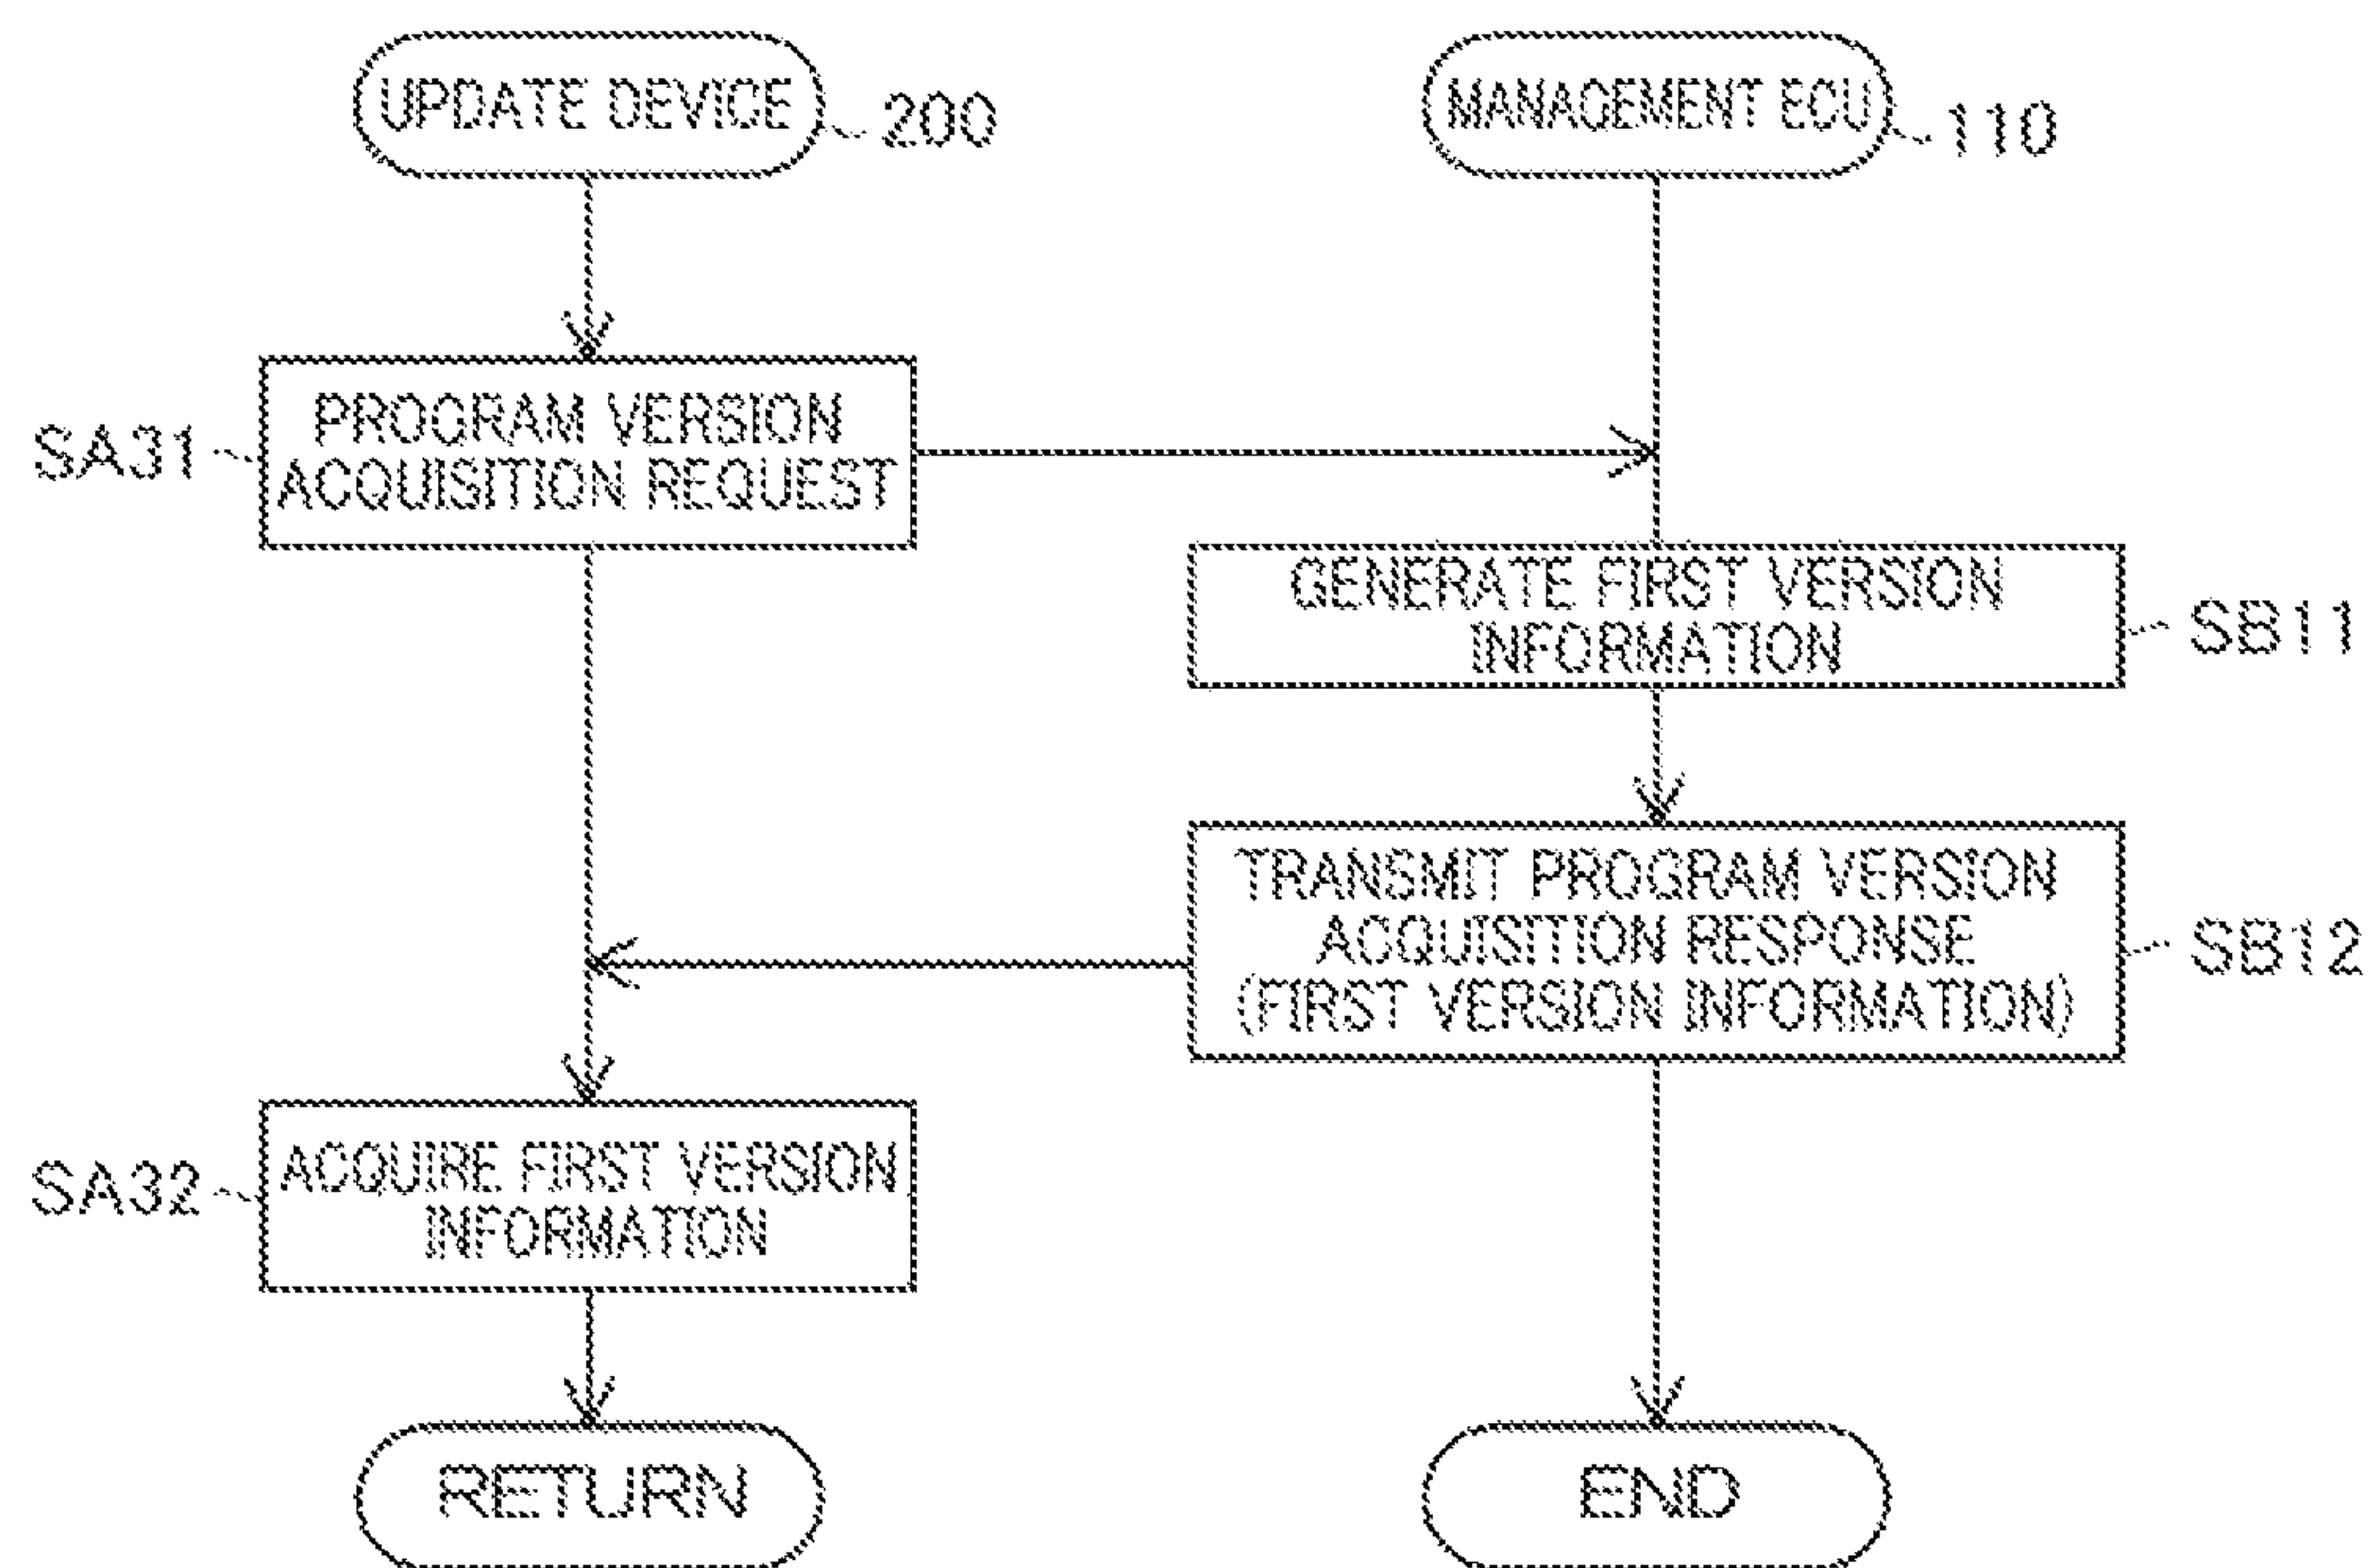 UPDATE DEVICE
200
MANAGEMENT ECU
110
SA31
PROGRAM VERSION
ACQUISITION REQUEST
GENERATE FIRST VERSION
INFORMATION
SB11
TRANSMIT PROGRAM VERSION
ACQUISITION RESPONSE
(FIRST VERSION INFORMATION)
SB12
SA32
ACQUIRE FIRST VERSION
INFORMATION
RETURN
END